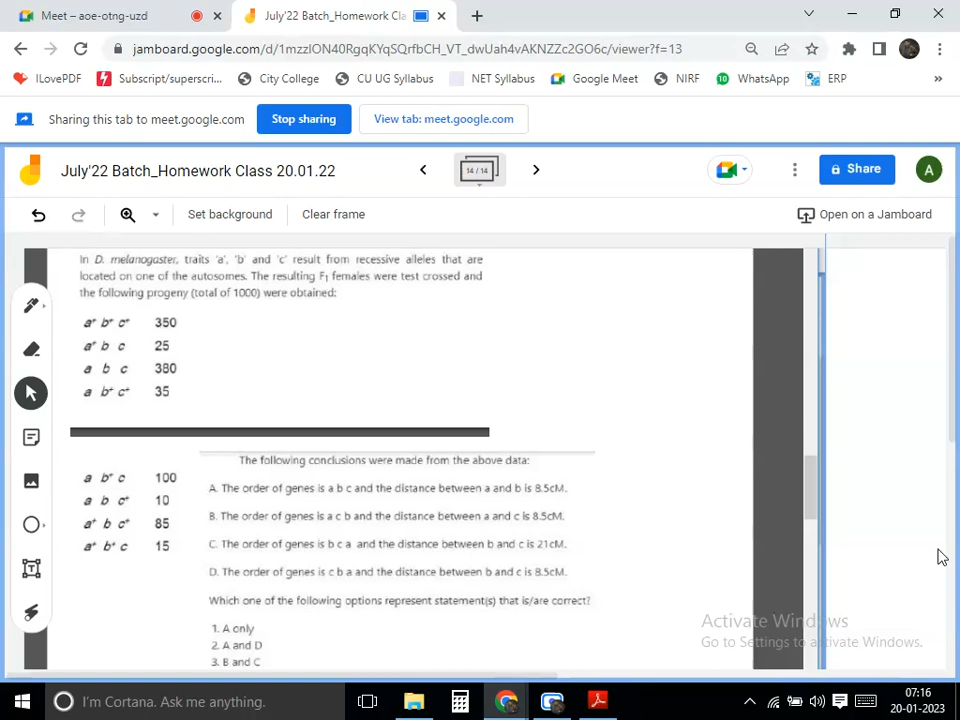 Meet – aoe-otng-uzd
July'22 Batch_Homework Cla
jamboard.google.com/d/1mzzlON40RgqKYqSQrfbCH_VT_dwUah4vAKNZZc2GO6c/viewer?f=13
ILovePDF
Subscript/superscri...
City College
CU UG Syllabus
NET Syllabus
Google Meet
NIRF
10
WhatsApp
ERP
»
Sharing this tab to meet.google.com
Stop sharing
View tab: meet.google.com
July'22 Batch_Homework Class 20.01.22
14 / 14
Share
A
Set background
Clear frame
Open on a Jamboard
In D. melanogaster, traits 'a', 'b' and 'c' result from recessive alleles that are
located on one of the autosomes. The resulting F₁ females were test crossed and
the following progeny (total of 1000) were obtained:
a⁺ b⁺ c⁺ 350
a⁺ b c 25
a b c 380
a b⁺ c⁺ 35
a b⁺ c 100
a b c⁺ 10
a⁺ b c⁺ 85
a⁺ b⁺ c 15
The following conclusions were made from the above data:
A. The order of genes is a b c and the distance between a and b is 8.5cM.
B. The order of genes is a c b and the distance between a and c is 8.5cM.
C. The order of genes is b c a and the distance between b and c is 21cM.
D. The order of genes is c b a and the distance between b and c is 8.5cM.
Which one of the following options represent statement(s) that is/are correct?
1. A only
2. A and D
3. B and C
Activate Windows
Go to Settings to activate Windows.
I'm Cortana. Ask me anything.
07:16
20-01-2023